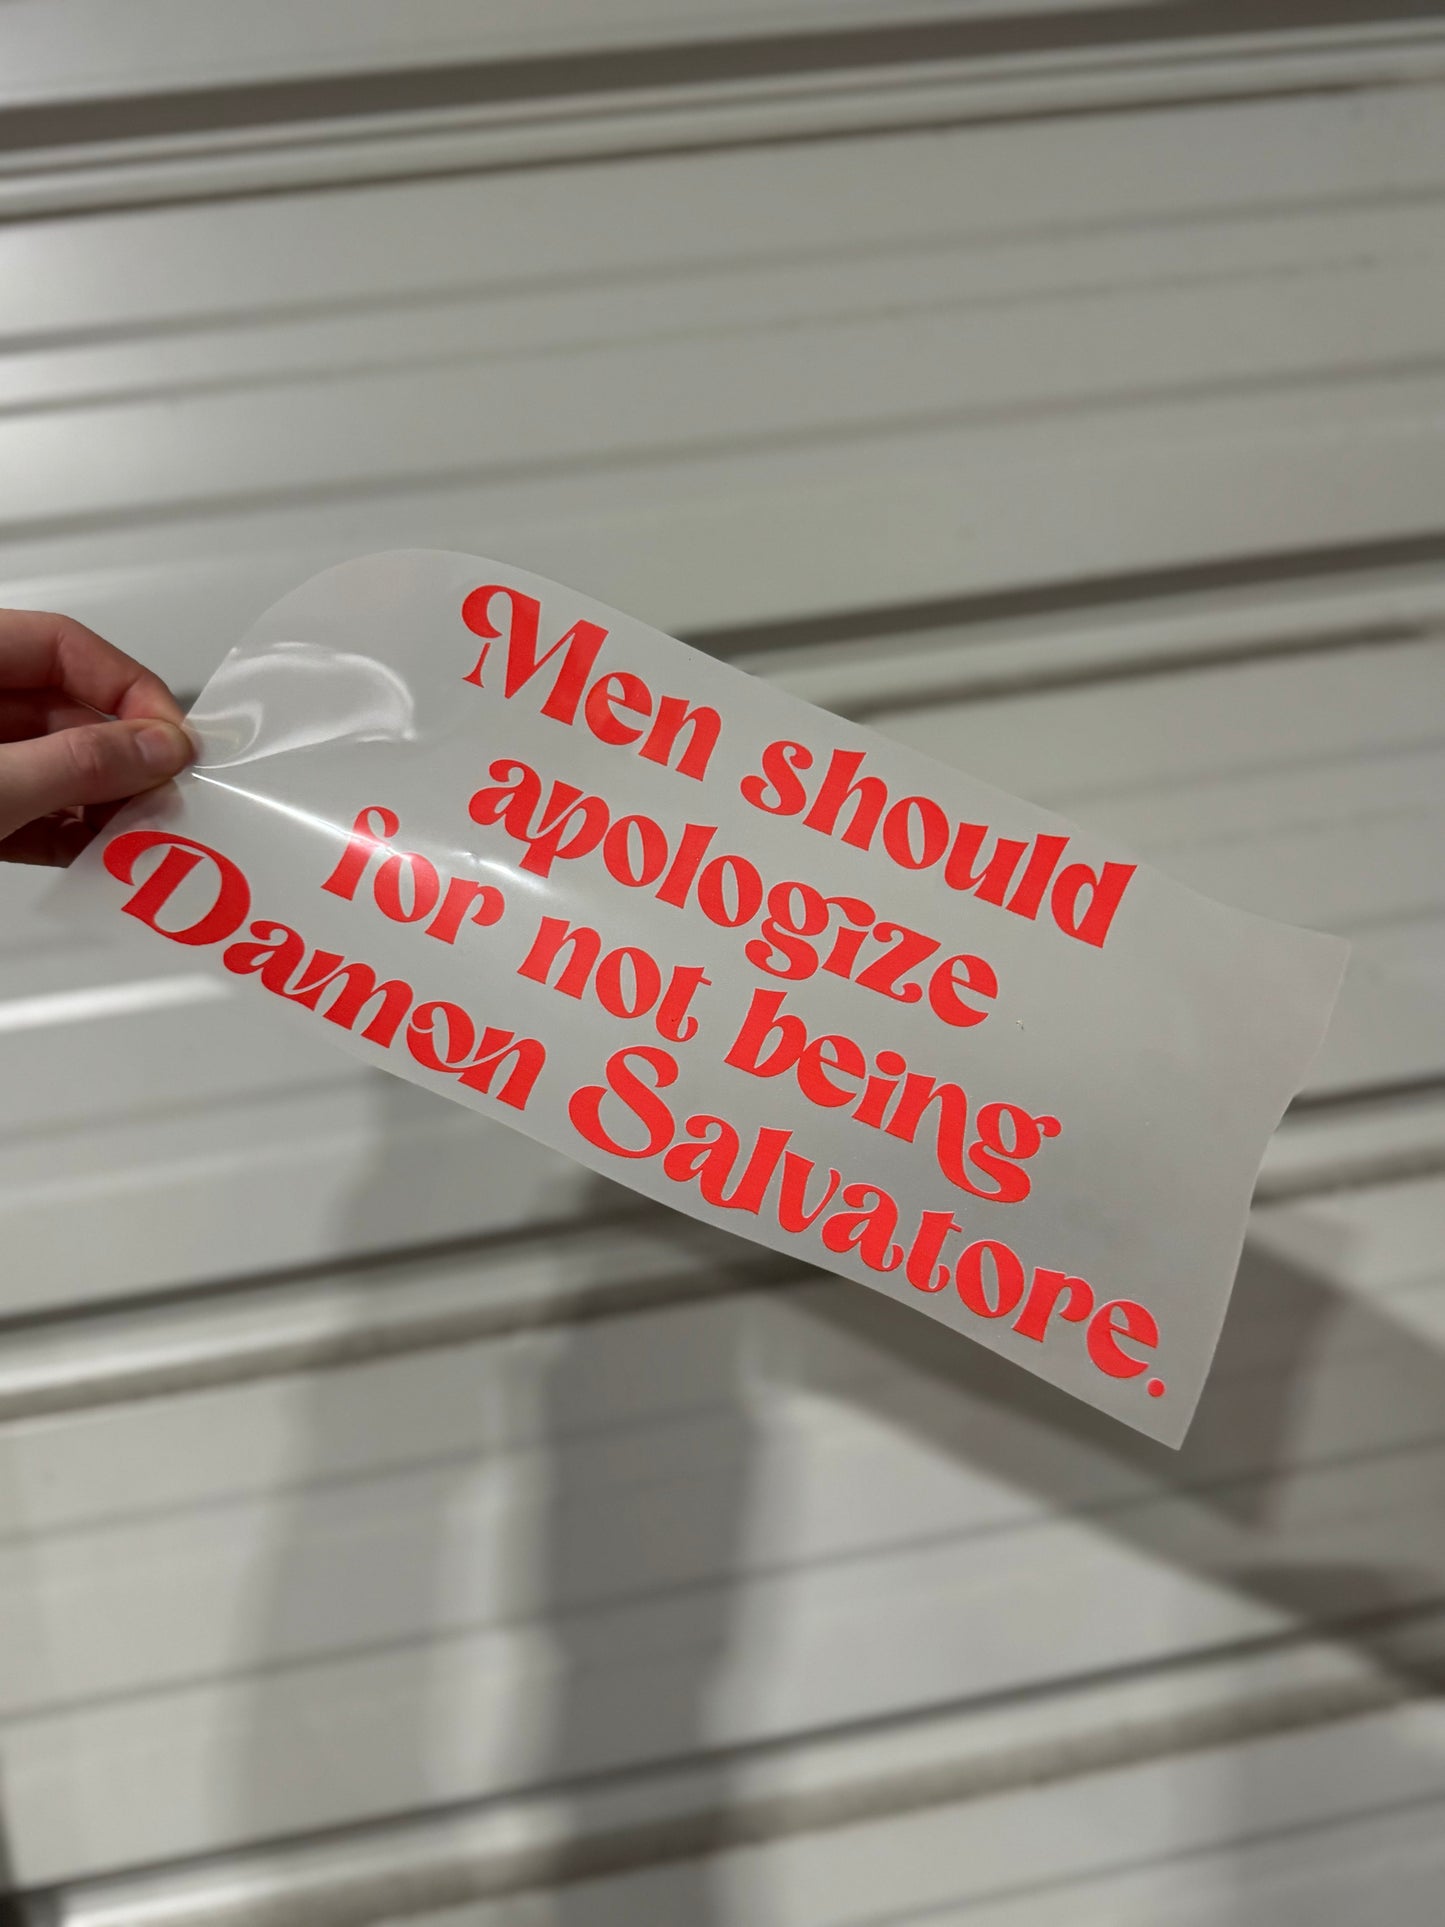 Men should
apologize
for not being
Damon Salvatore.